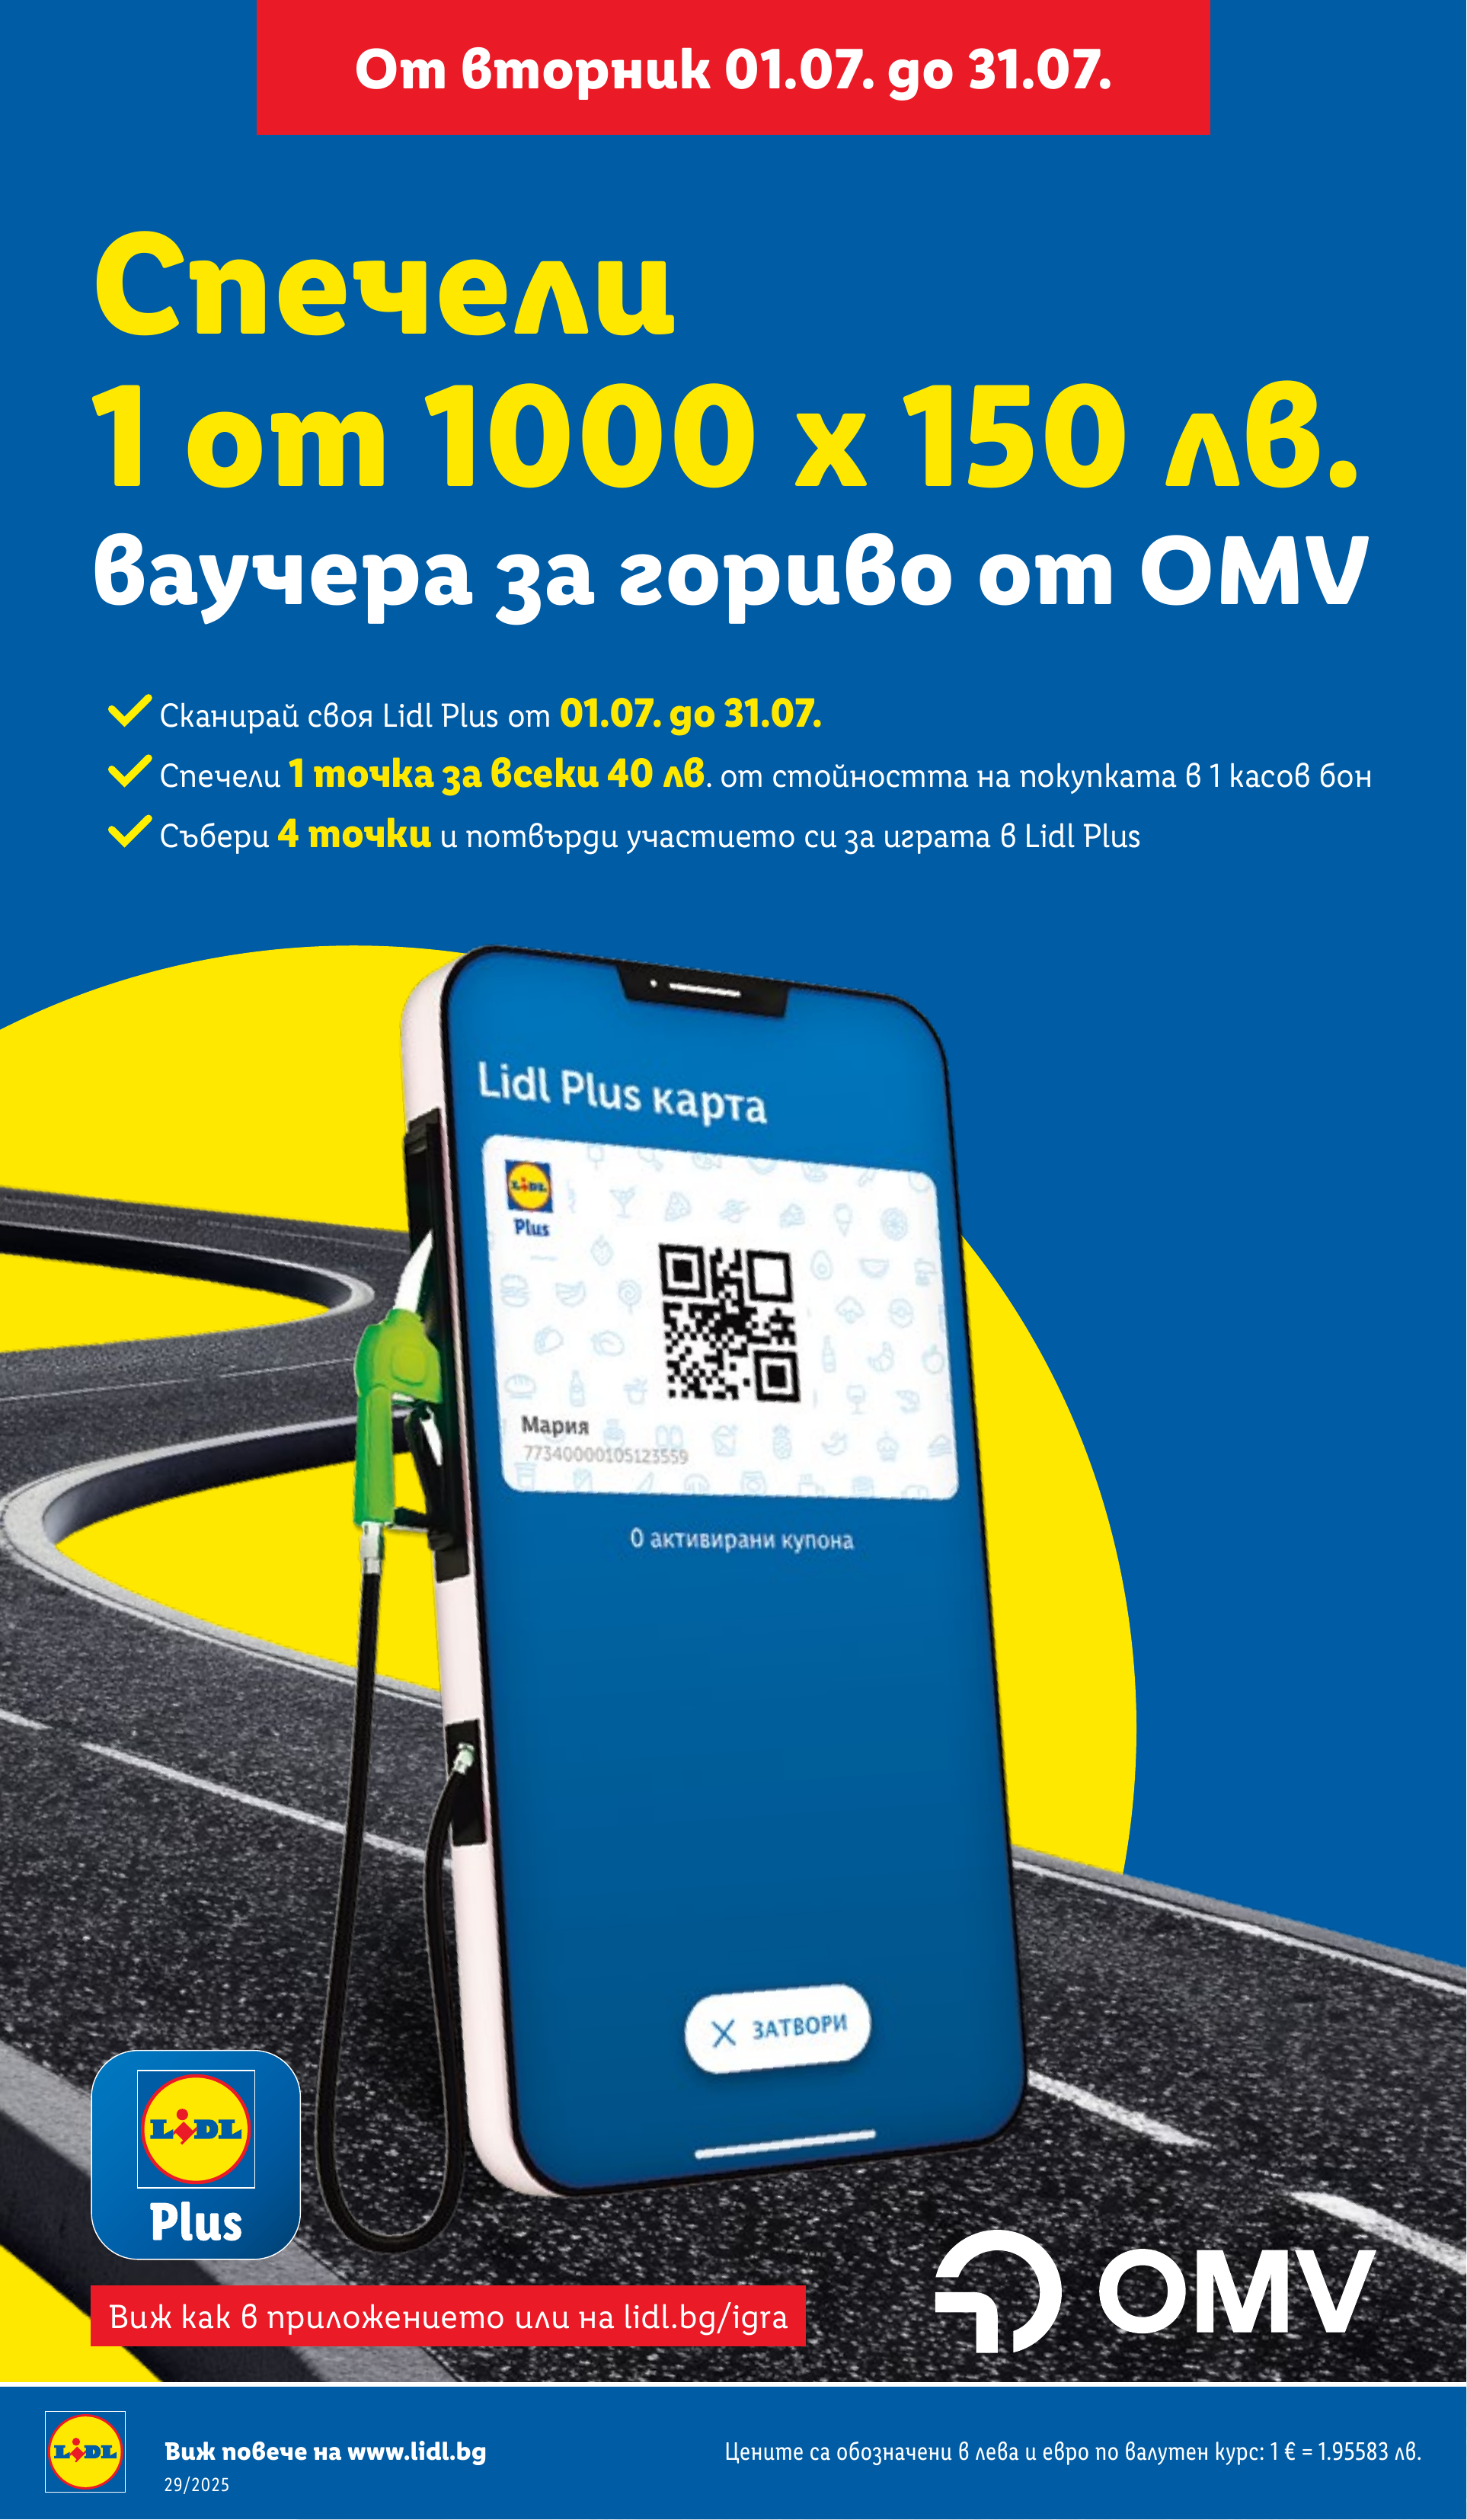 От вторник 01.07. до 31.07.
Спечели
1 от 1000 x 150 лв.
ваучера за гориво от OMV
Сканирай своя Lidl Plus от 01.07. до 31.07.
Спечели 1 точка за всеки 40 лв. от стойността на покупката в 1 касов бон
Събери 4 точки и потвърди участието си за играта в Lidl Plus
Lidl Plus карта
LIDL
Plus
Мария
77340000105123559
0 активирани купона
ЗАТВОРИ
LIDL
Plus
OMV
Виж как в приложението или на lidl.bg/igra
LIDL
Виж повече на www.lidl.bg
29/2025
Цените са обозначени в лева и евро по валутен курс: 1 € = 1.95583 лв.